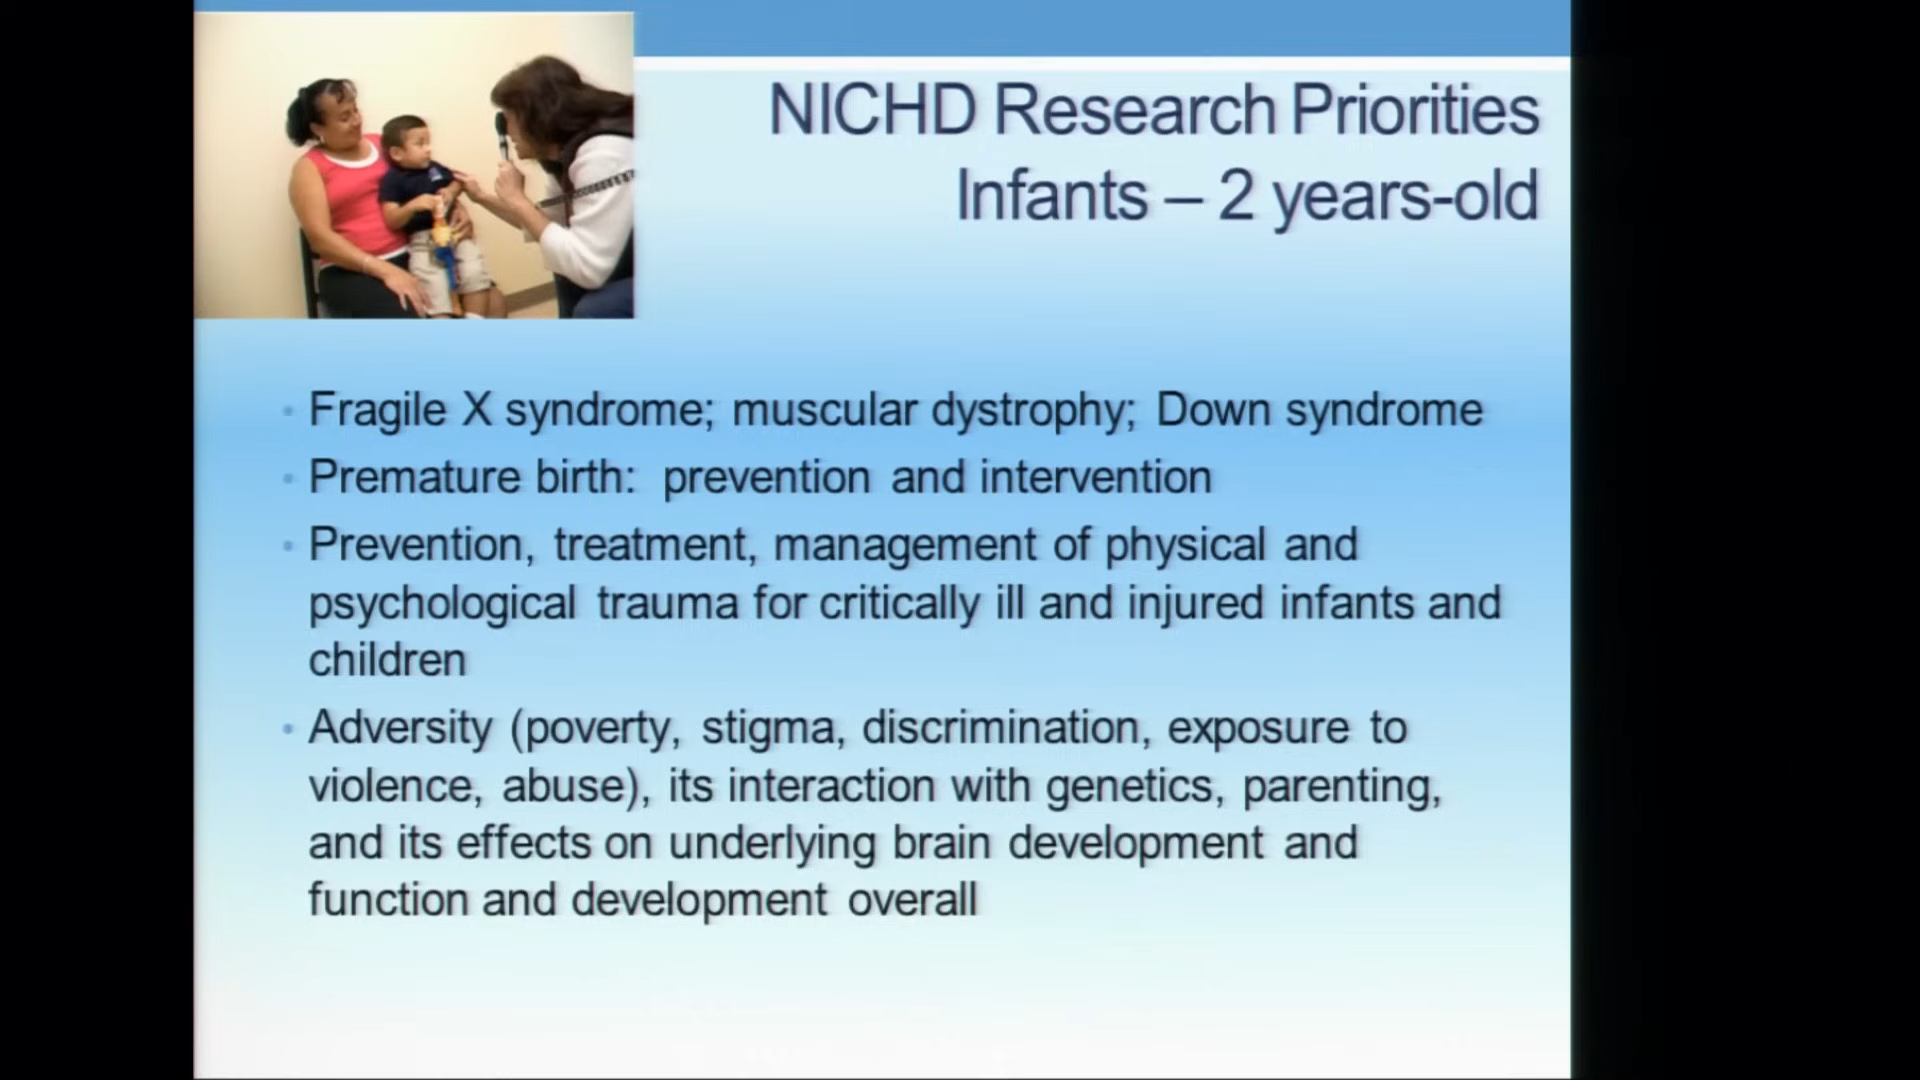 NICHD Research Priorities
Infants – 2 years-old
• Fragile X syndrome; muscular dystrophy; Down syndrome
• Premature birth: prevention and intervention
• Prevention, treatment, management of physical and
psychological trauma for critically ill and injured infants and
children
• Adversity (poverty, stigma, discrimination, exposure to
violence, abuse), its interaction with genetics, parenting,
and its effects on underlying brain development and
function and development overall